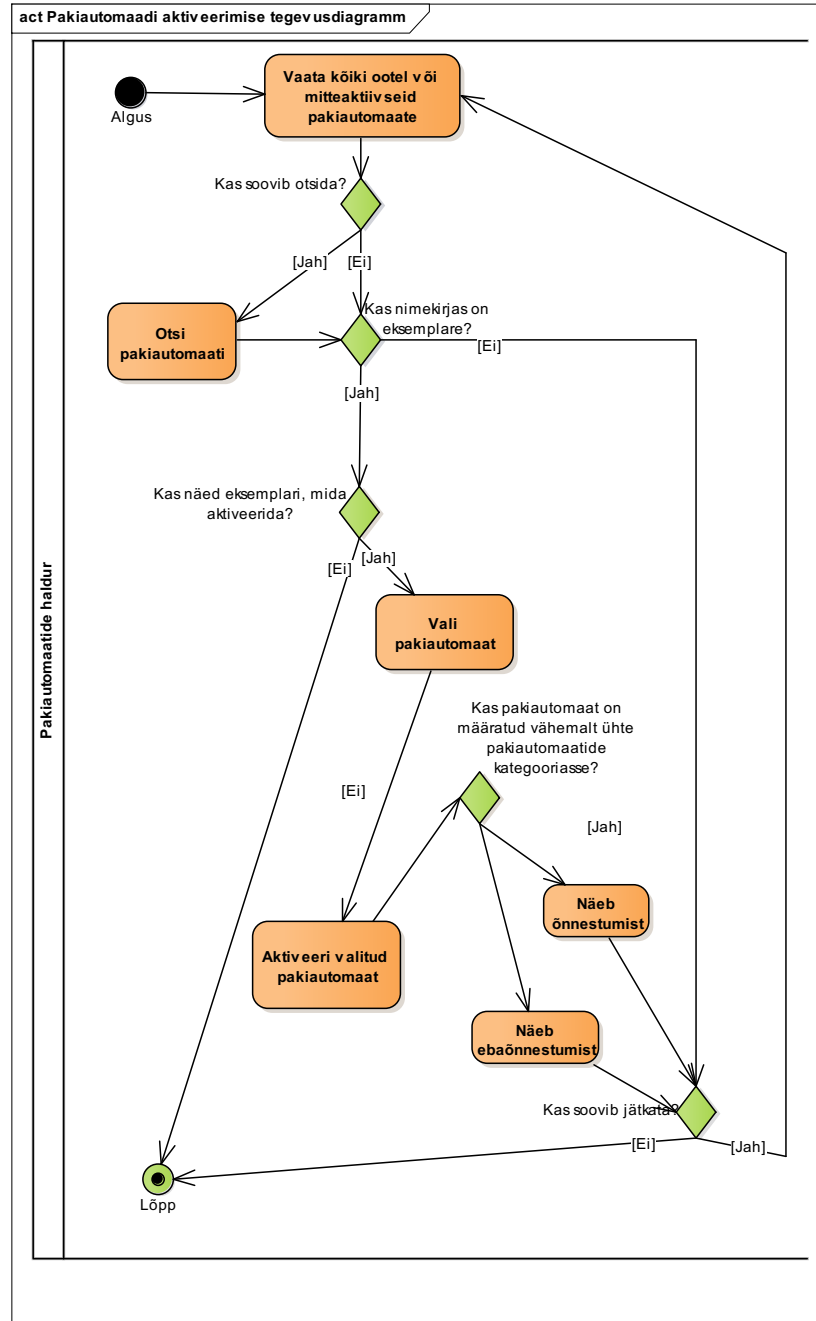 act Pakiautomaadi aktiveerimise tegevusdiagramm
Pakiautomaatide haldur
Algus
Vaata kõiki ootel või
mitteaktiivseid
pakiautomaate
Kas soovib otsida?
[Jah]
[Ei]
Otsi
pakiautomaati
Kas nimekirjas on
eksemplare?
[Ei]
[Jah]
Kas näed eksemplari, mida
aktiveerida?
[Ei]
[Jah]
Vali
pakiautomaat
Kas pakiautomaat on
määratud vähemalt ühte
pakiautomaatide
kategooriasse?
[Ei]
[Jah]
Näeb
õnnestumist
Aktiveeri valitud
pakiautomaat
Näeb
ebaõnnestumist
Kas soovib jätkata?
[Ei]
[Jah]
Lõpp